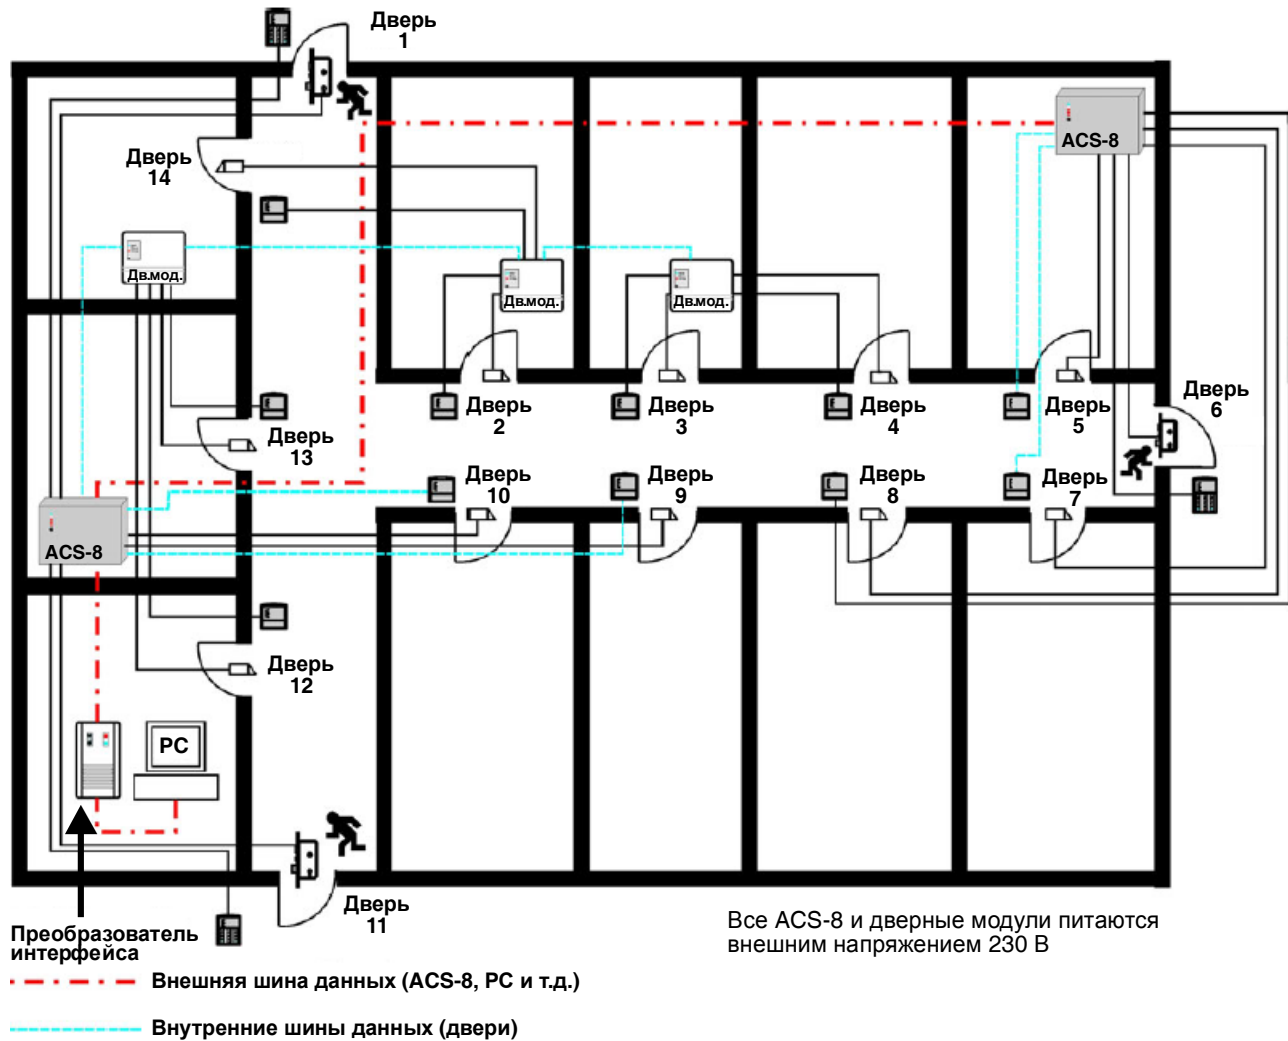 Дверь
1
ACS-8
Дверь
14
Дв.мод.
Дв.мод.
Дв.мод.
Дверь
2
Дверь
3
Дверь
4
Дверь
5
Дверь
6
Дверь
13
Дверь
10
Дверь
9
Дверь
8
Дверь
7
ACS-8
Дверь
12
PC
Дверь
11
Преобразователь
интерфейса
Все ACS-8 и дверные модули питаются
внешним напряжением 230 В
Внешняя шина данных (ACS-8, PC и т.д.)
Внутренние шины данных (двери)